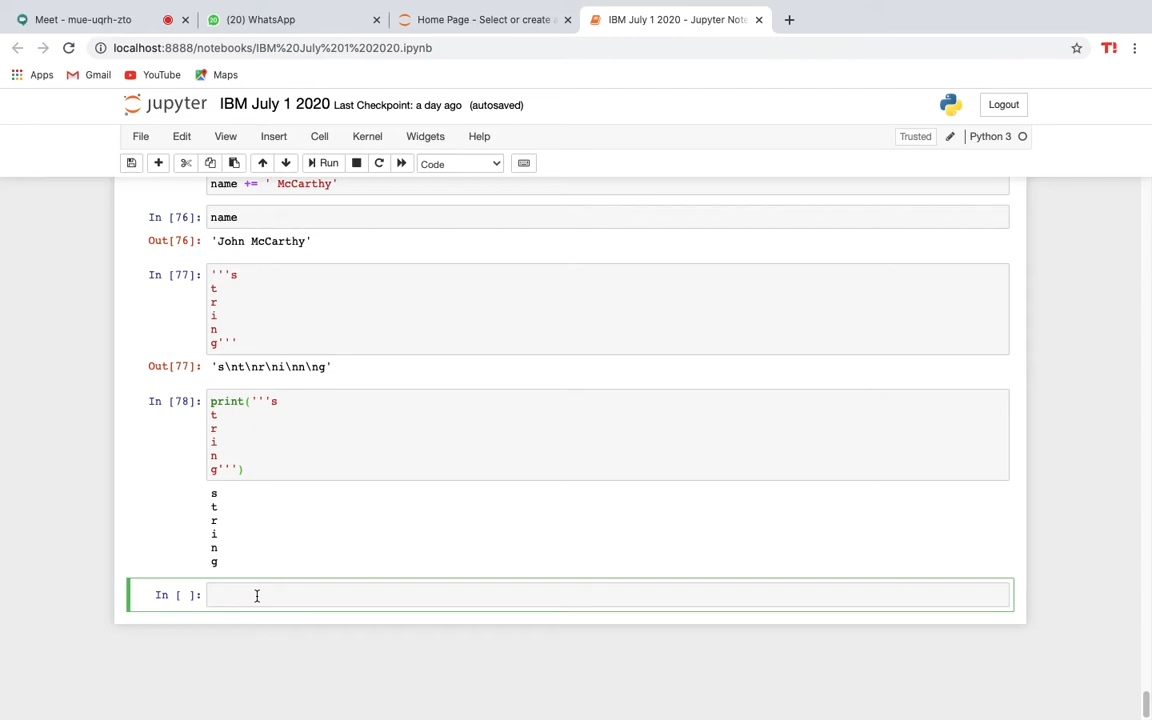 Meet - mue-uqrh-zto
(20) WhatsApp
Home Page - Select or create a
IBM July 1 2020 - Jupyter Note
localhost:8888/notebooks/IBM%20July%201%202020.ipynb
T!
Apps Gmail YouTube Maps
jupyter IBM July 1 2020 Last Checkpoint: a day ago (autosaved) Logout
File Edit View Insert Cell Kernel Widgets Help Trusted Python 3
Run Code
name += ' McCarthy'
In [76]: name
Out[76]: 'John McCarthy'
In [77]: '''s
t
r
i
n
g'''
Out[77]: 's\nt\nr\ni\nn\ng'
In [78]: print('''s
t
r
i
n
g''')
s
t
r
i
n
g
In [ ]: